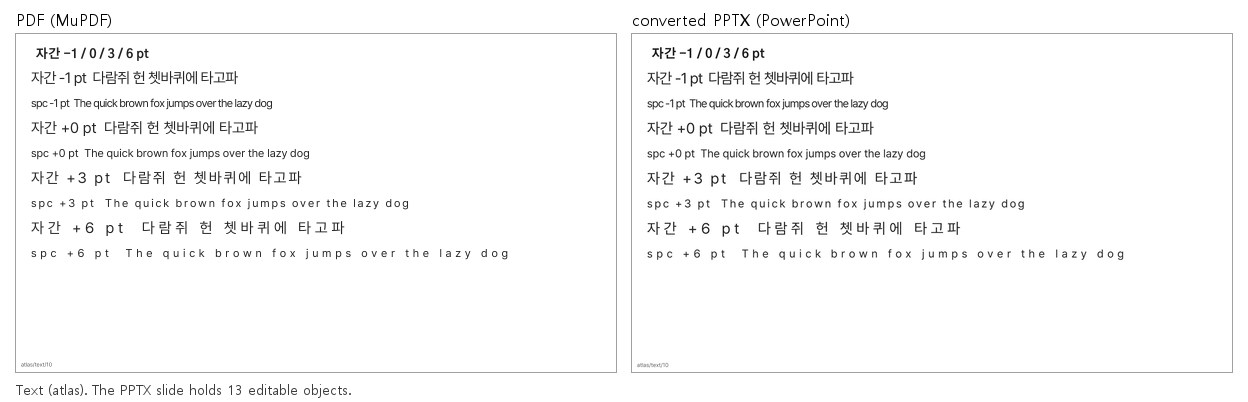 PDF (MuPDF)
자간 −1 / 0 / 3 / 6 pt
자간 -1 pt 다람쥐 헌 쳇바퀴에 타고파
spc -1 pt The quick brown fox jumps over the lazy dog
자간 +0 pt 다람쥐 헌 쳇바퀴에 타고파
spc +0 pt The quick brown fox jumps over the lazy dog
자간 +3 pt 다람쥐 헌 쳇바퀴에 타고파
spc +3 pt The quick brown fox jumps over the lazy dog
자간 +6 pt 다람쥐 헌 쳇바퀴에 타고파
spc +6 pt The quick brown fox jumps over the lazy dog
atlas/text/10
converted PPTX (PowerPoint)
자간 −1 / 0 / 3 / 6 pt
자간 -1 pt 다람쥐 헌 쳇바퀴에 타고파
spc -1 pt The quick brown fox jumps over the lazy dog
자간 +0 pt 다람쥐 헌 쳇바퀴에 타고파
spc +0 pt The quick brown fox jumps over the lazy dog
자간 +3 pt 다람쥐 헌 쳇바퀴에 타고파
spc +3 pt The quick brown fox jumps over the lazy dog
자간 +6 pt 다람쥐 헌 쳇바퀴에 타고파
spc +6 pt The quick brown fox jumps over the lazy dog
atlas/text/10
Text (atlas). The PPTX slide holds 13 editable objects.